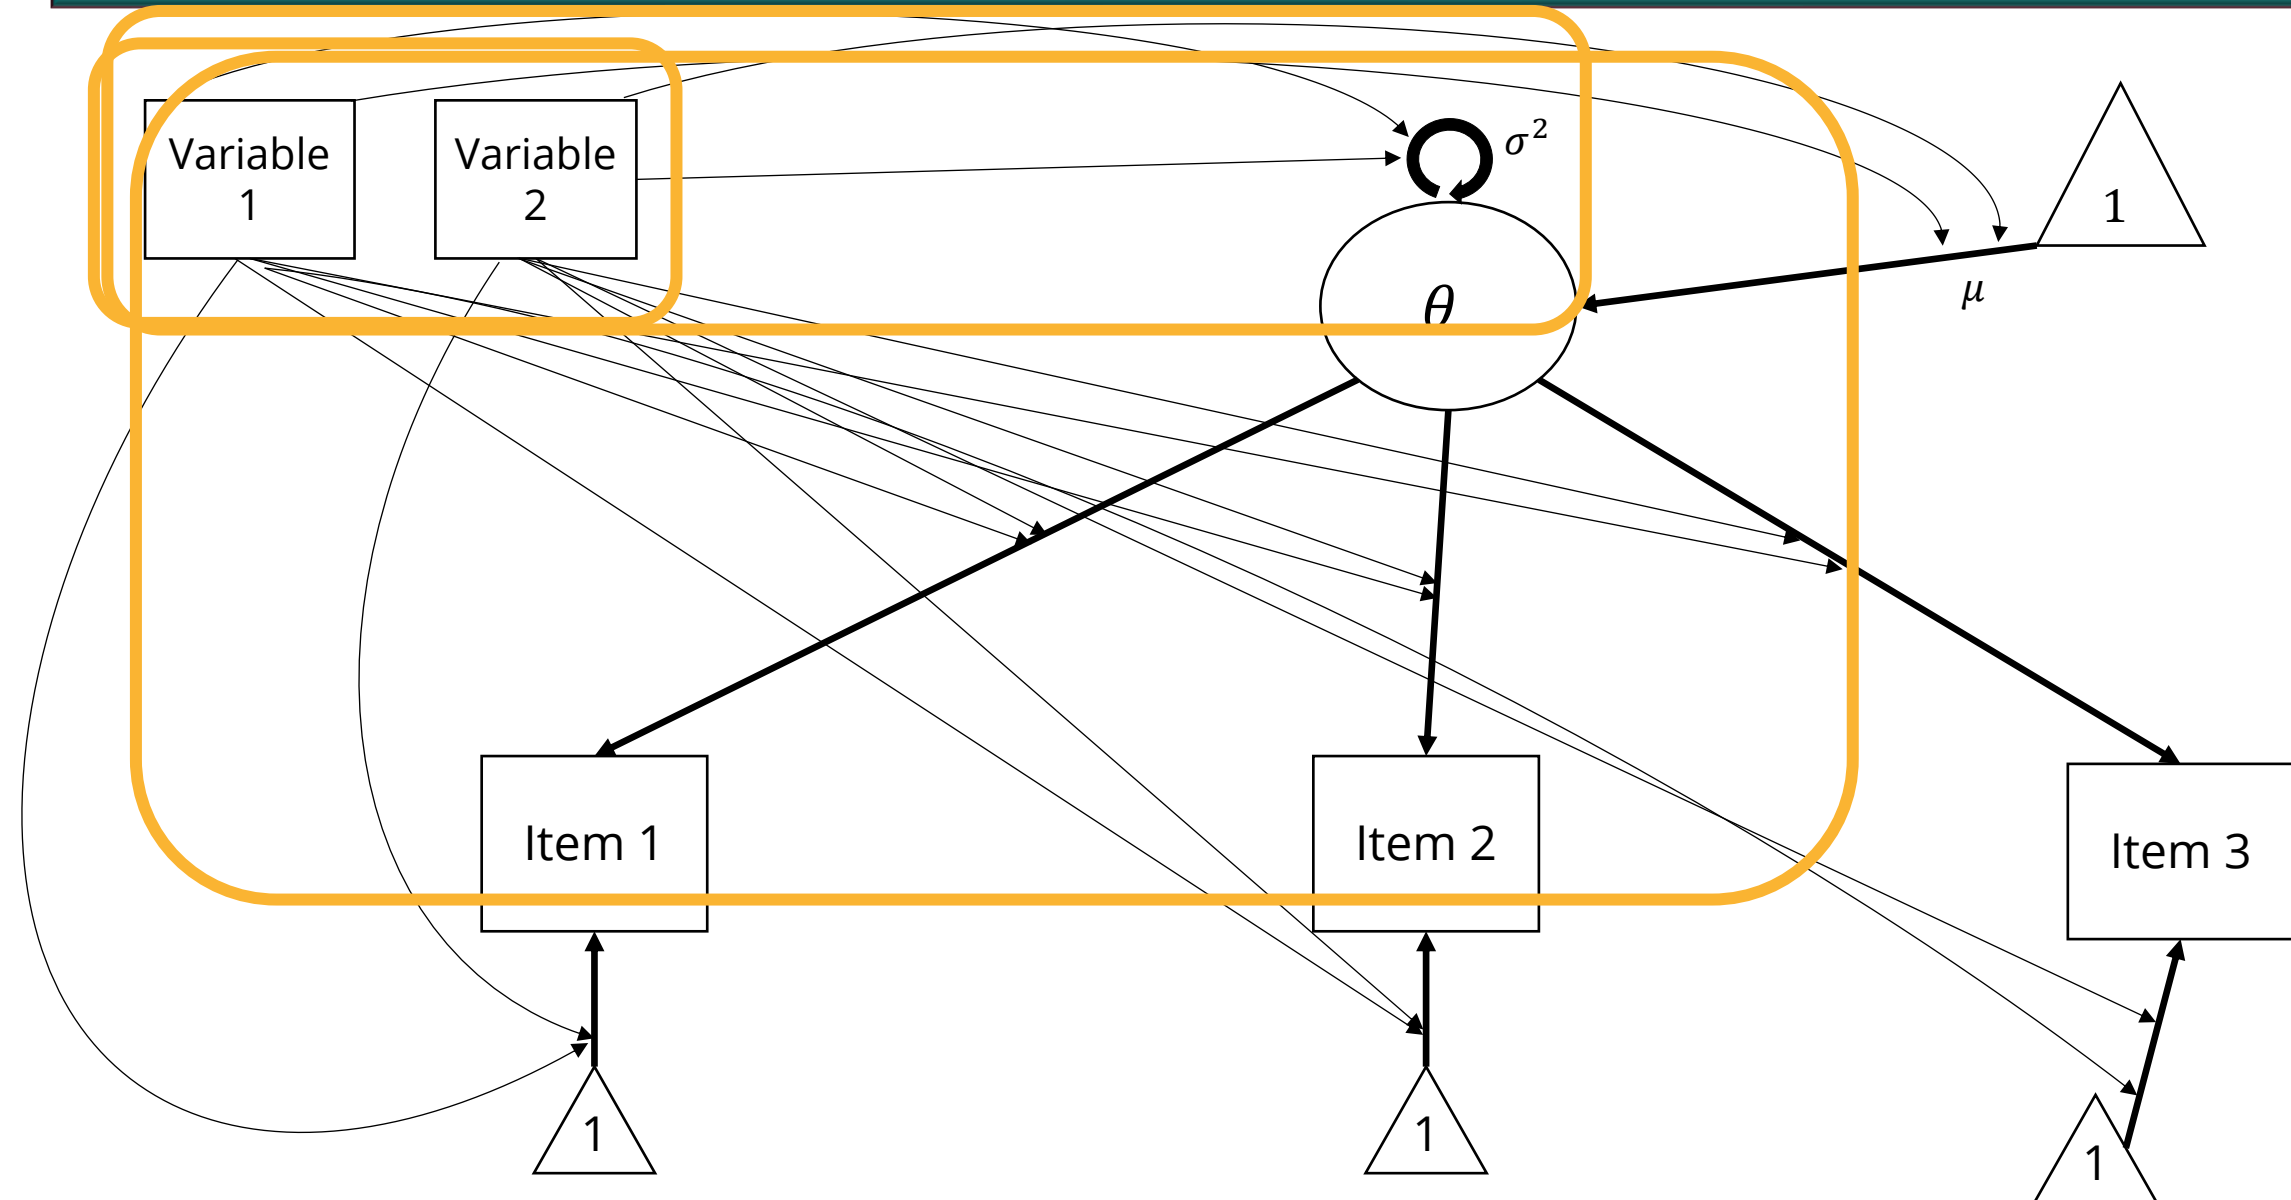 Variable
1
Variable
2
σ²
1
θ
μ
Item 1
Item 2
Item 3
1
1
1